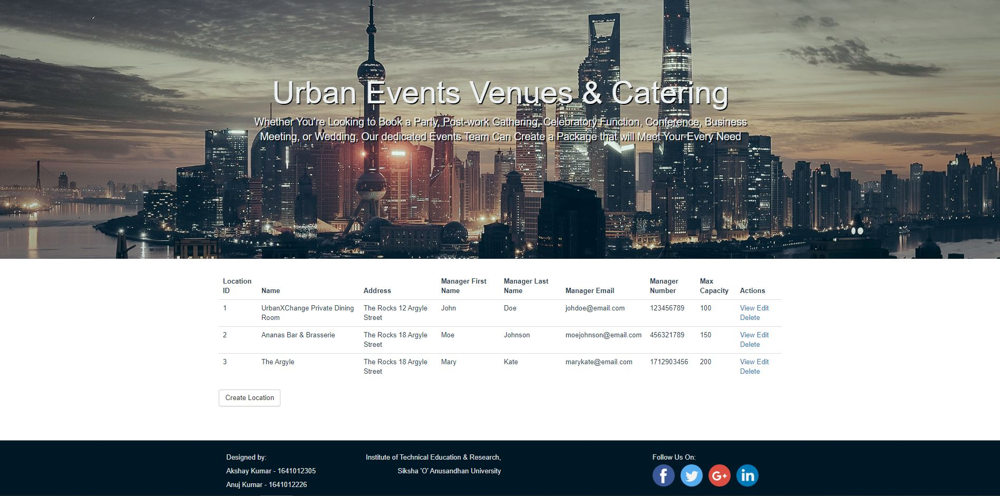 Urban Events Venues & Catering
Whether You're Looking to Book a Party, Post-work Gathering, Celebratory Function, Conference, Business
Meeting, or Wedding, Our dedicated Events Team Can Create a Package that will Meet Your Every Need
Location ID Name Address Manager First Name Manager Last Name Manager Email Manager Number Max Capacity Actions
1 UrbanXChange Private Dining Room The Rocks 12 Argyle Street John Doe johdoe@email.com 123456789 100 View Edit Delete
2 Ananas Bar & Brasserie The Rocks 18 Argyle Street Moe Johnson moejohnson@email.com 456321789 150 View Edit Delete
3 The Argyle The Rocks 18 Argyle Street Mary Kate marykate@email.com 1712903456 200 View Edit Delete
Create Location
Designed by:
Akshay Kumar - 1641012305
Anuj Kumar - 1641012226
Institute of Technical Education & Research,
Siksha 'O' Anusandhan University
Follow Us On:
f
G+
in